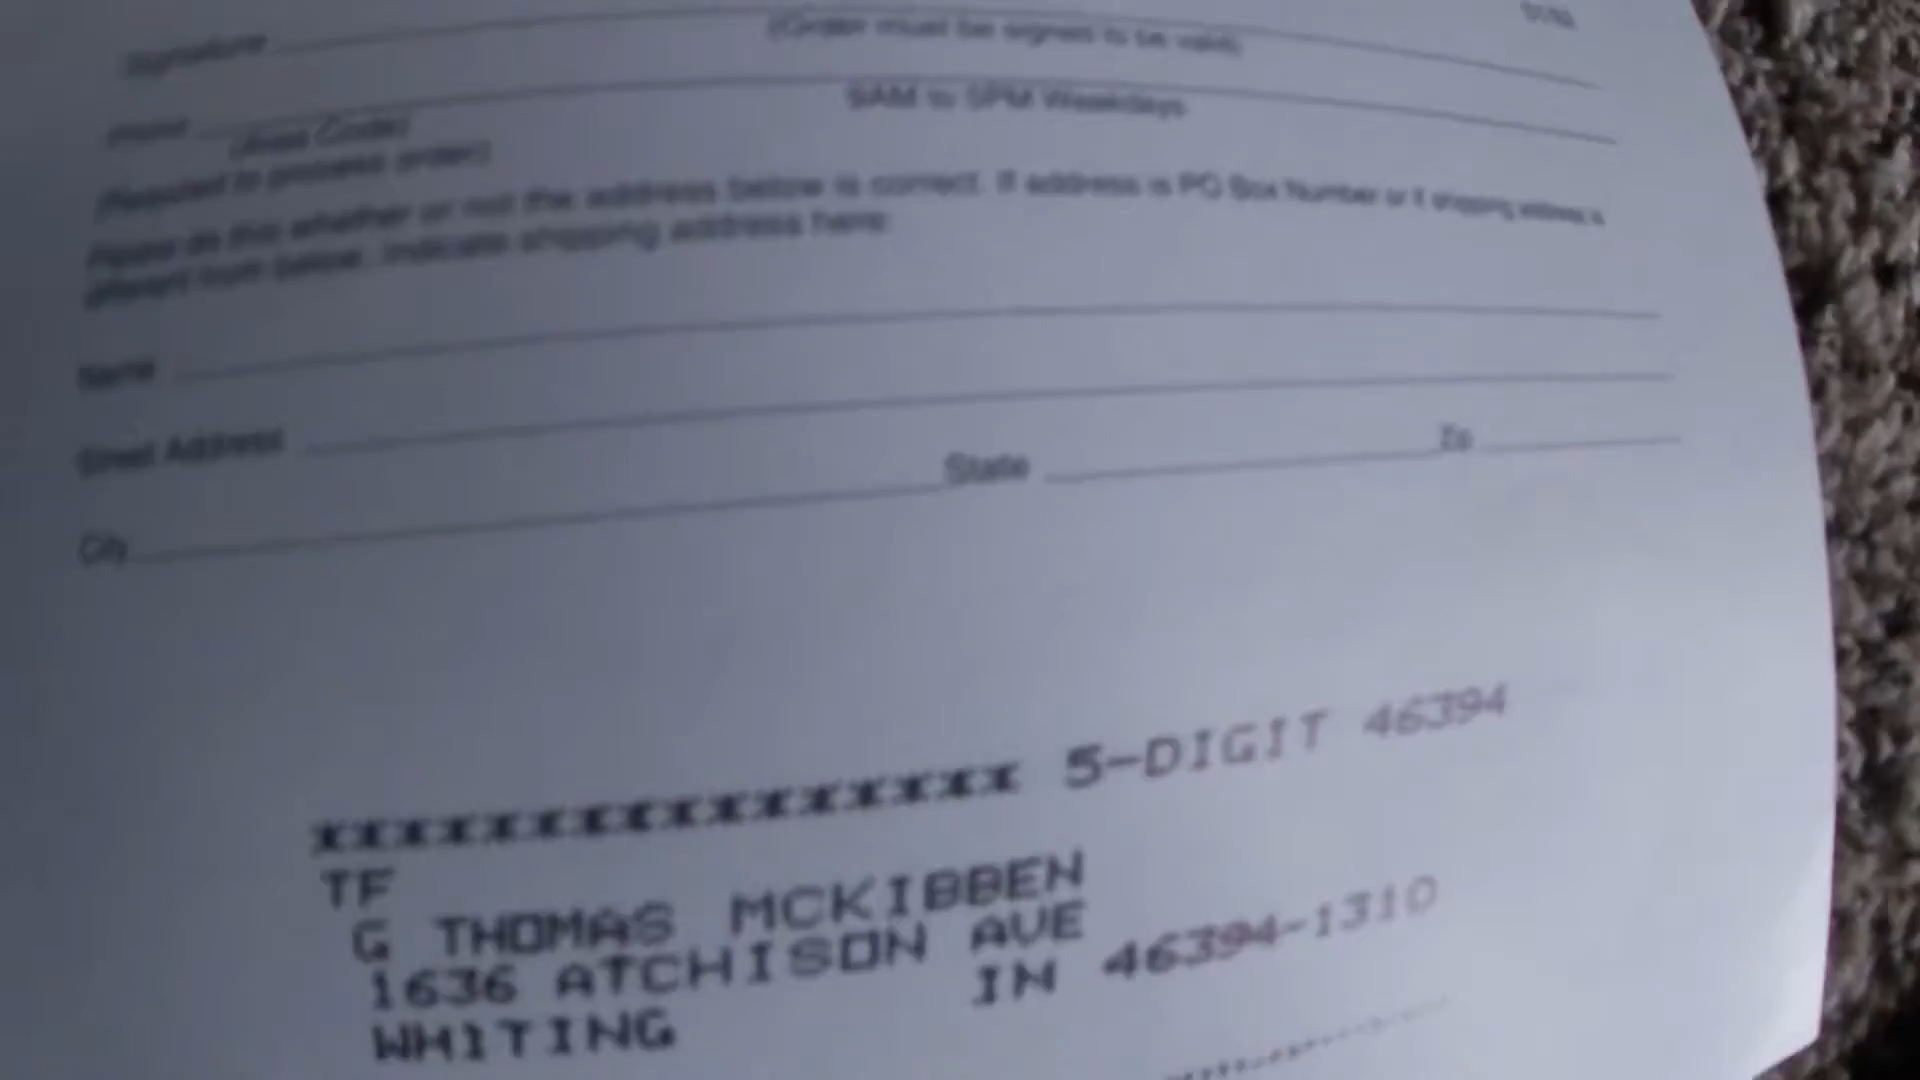 Signature
(Order must be signed to be valid)
Phone
9AM to 5PM Weekdays
(Area Code)
(Required to process order)
Please do this whether or not the address below is correct. If address is PO Box Number or if shipping address is
different from below, indicate shipping address here:
Name
Street Address
City State Zip
XXXXXXXXXXXXXXXXX 5-DIGIT 46394
TF
G THOMAS MCKIBBEN
1636 ATCHISON AVE
WHITING IN 46394-1310